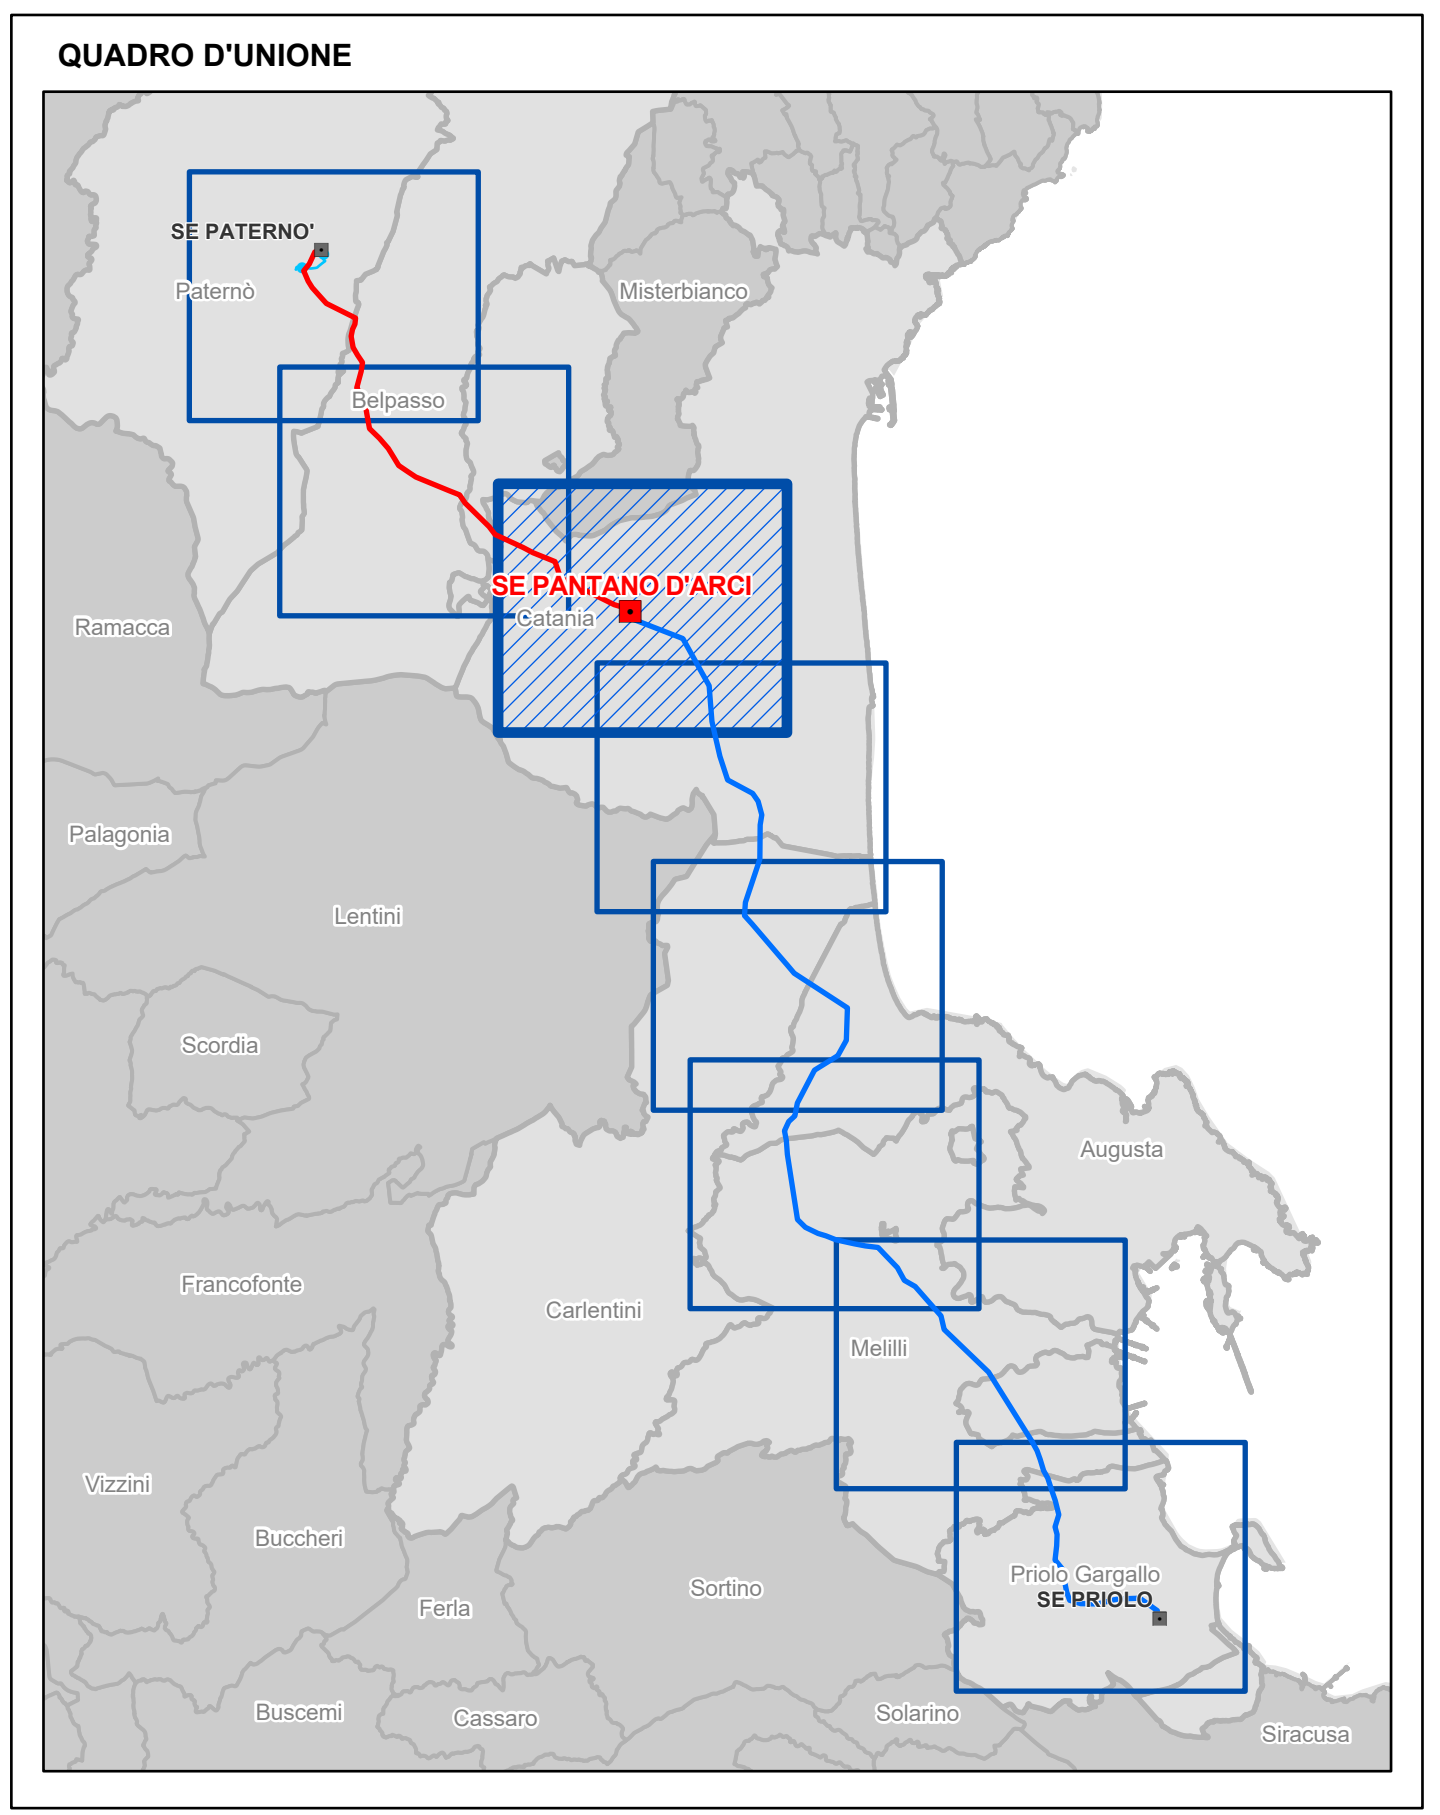 QUADRO D'UNIONE
SE PATERNO'
Paternò
Misterbianco
Belpasso
SE PANTANO D'ARCI
Catania
Ramacca
Palagonia
Lentini
Scordia
Augusta
Francofonte
Carlentini
Melilli
Vizzini
Buccheri
Priolo Gargallo
Sortino
SE PRIOLO
Ferla
Buscemi
Cassaro
Solarino
Siracusa